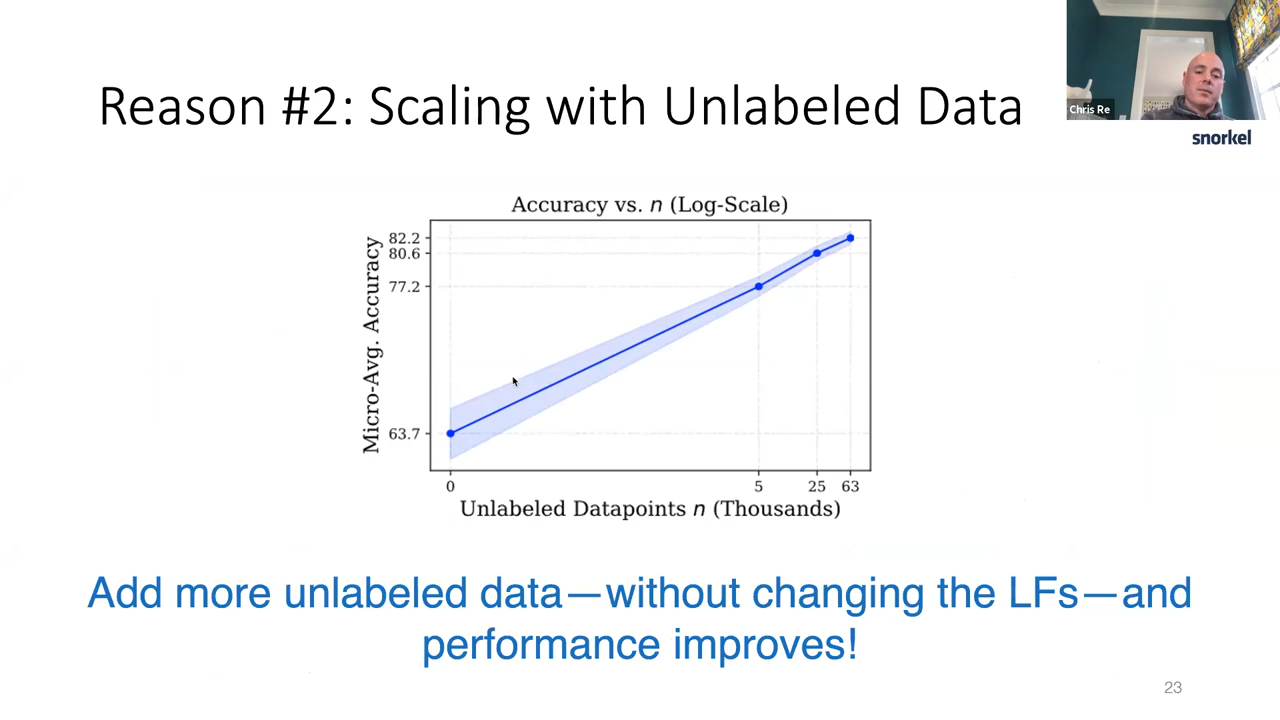 Reason #2: Scaling with Unlabeled Data
Chris Re
snorkel
Accuracy vs. n (Log-Scale)
Micro-Avg. Accuracy
82.2
80.6
77.2
63.7
0 5 25 63
Unlabeled Datapoints n (Thousands)
Add more unlabeled data—without changing the LFs—and
performance improves!
23